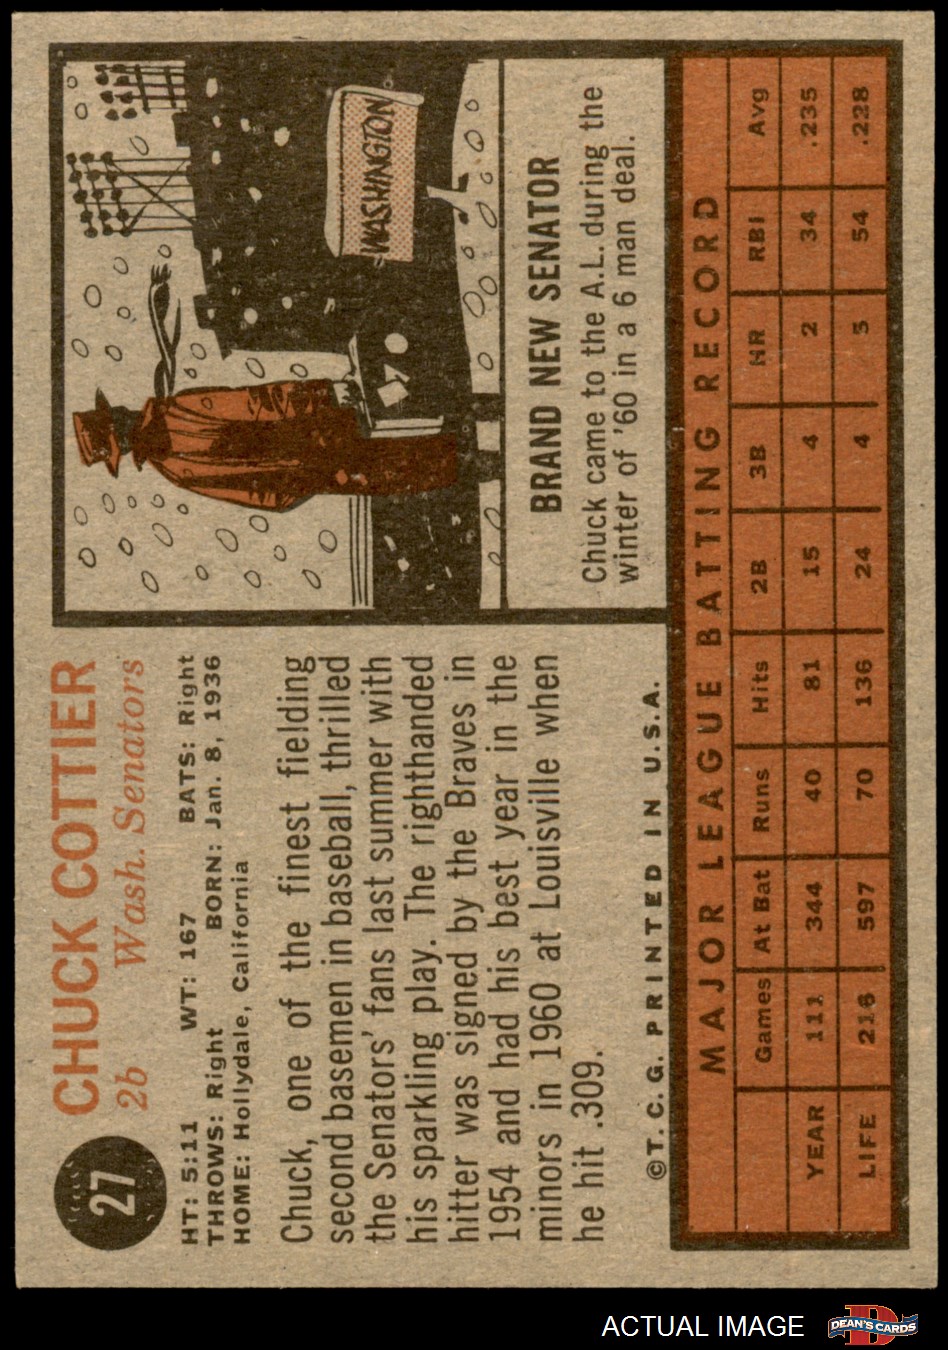 27
CHUCK COTTIER
2b Wash. Senators
HT: 5:11 WT: 167 BATS: Right
THROWS: Right BORN: Jan. 8, 1936
HOME: Hollydale, California
Chuck, one of the finest fielding
second basemen in baseball, thrilled
the Senators' fans last summer with
his sparkling play. The righthanded
hitter was signed by the Braves in
1954 and had his best year in the
minors in 1960 at Louisville when
he hit .309.
©T. C. G. PRINTED IN U.S.A.
WASHINGTON
BRAND NEW SENATOR
Chuck came to the A.L. during the
winter of '60 in a 6 man deal.
MAJOR LEAGUE BATTING RECORD
Games At Bat Runs Hits 2B 3B HR RBI Avg
YEAR 111 344 40 81 15 4 2 34 .235
LIFE 216 597 70 136 24 4 5 54 .228
ACTUAL IMAGE
D
DEAN'S CARDS